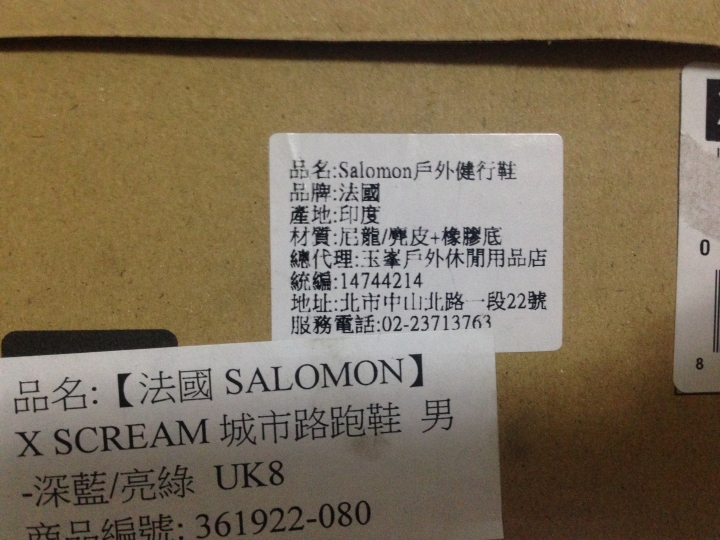 品名:Salomon戶外健行鞋
品牌:法國
產地:印度
材質:尼龍/麂皮+橡膠底
總代理:玉峯戶外休閒用品店
統編:14744214
地址:北市中山北路一段22號
服務電話:02-23713763
品名:【法國 SALOMON】
X SCREAM 城市路跑鞋 男
-深藍/亮綠 UK8
商品編號: 361922-080
0
8